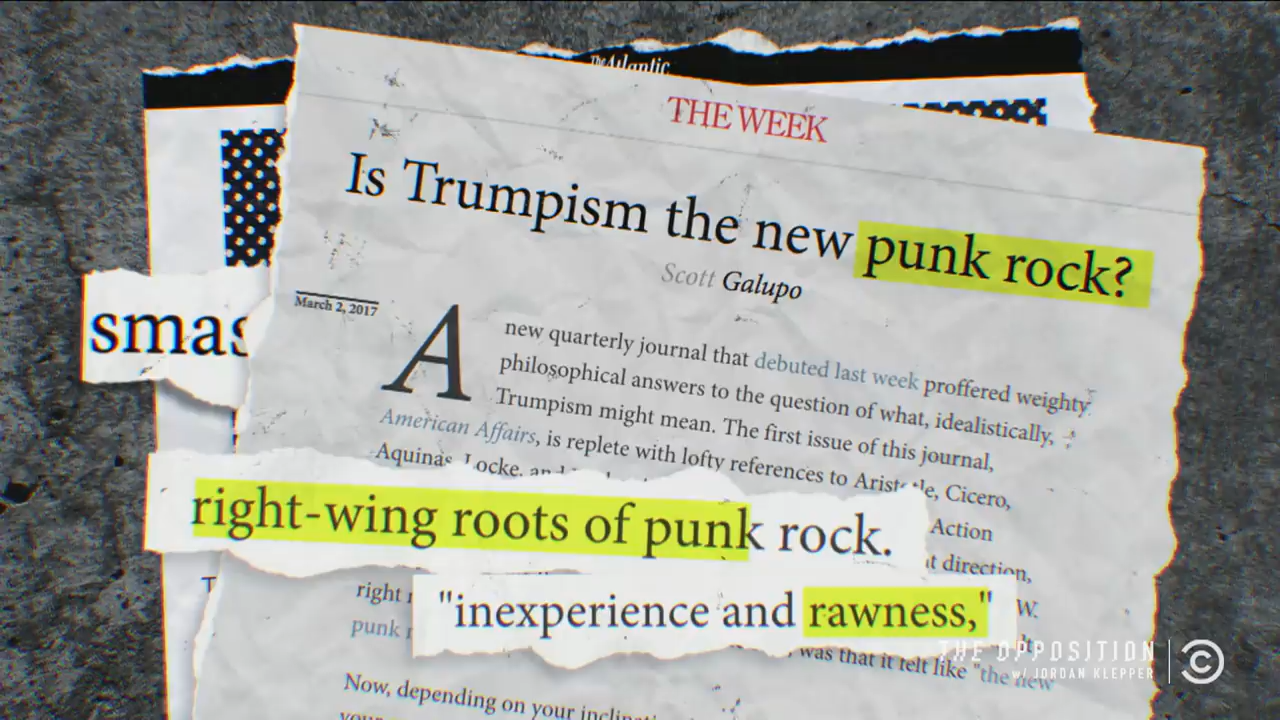 The Atlantic
THE WEEK
Is Trumpism the new punk rock?
Scott Galupo
March 2, 2017
smas
A new quarterly journal that debuted last week proffered weighty
philosophical answers to the question of what, idealistically,
Trumpism might mean. The first issue of this journal,
American Affairs, is replete with lofty references to Aristotle, Cicero,
Aquinas, Locke, and
Action
right-wing roots of punk rock.
direction,
right
"inexperience and rawness,"
W.
punk
was that it felt like "the new
THE OPPOSITION
w/ JORDAN KLEPPER
Now, depending on your